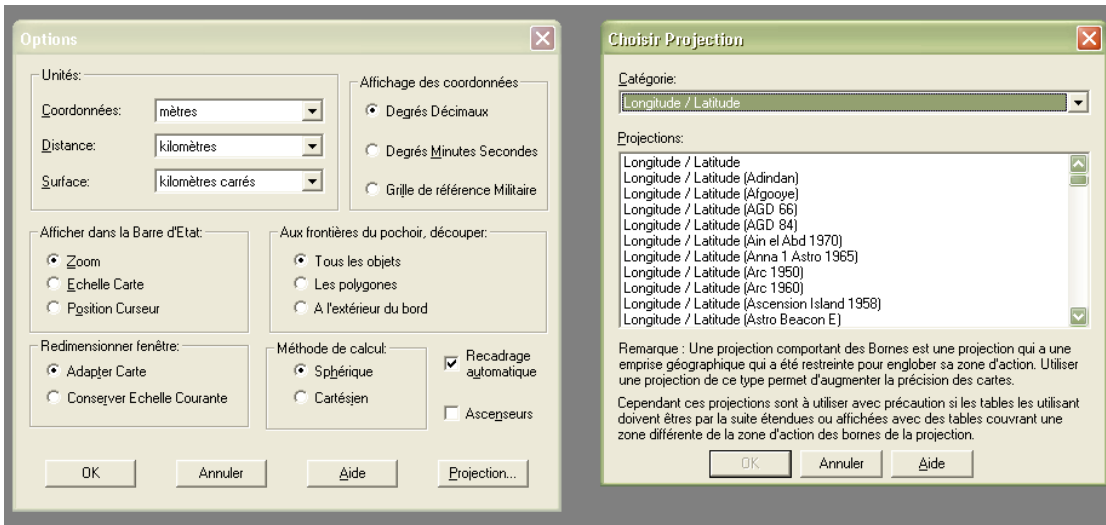 Options
Unités:
Coordonnées: mètres
Distance: kilomètres
Surface: kilomètres carrés
Affichage des coordonnées
Degrés Décimaux
Degrés Minutes Secondes
Grille de référence Militaire
Afficher dans la Barre d'Etat:
Zoom
Echelle Carte
Position Curseur
Aux frontières du pochoir, découper:
Tous les objets
Les polygones
A l'extérieur du bord
Redimensionner fenêtre:
Adapter Carte
Conserver Echelle Courante
Méthode de calcul:
Sphérique
Cartésien
Recadrage
automatique
Ascenseurs
OK Annuler Aide Projection...
Choisir Projection
Catégorie:
Longitude / Latitude
Projections:
Longitude / Latitude
Longitude / Latitude (Adindan)
Longitude / Latitude (Afgooye)
Longitude / Latitude (AGD 66)
Longitude / Latitude (AGD 84)
Longitude / Latitude (Ain el Abd 1970)
Longitude / Latitude (Anna 1 Astro 1965)
Longitude / Latitude (Arc 1950)
Longitude / Latitude (Arc 1960)
Longitude / Latitude (Ascension Island 1958)
Longitude / Latitude (Astro Beacon E)
Remarque : Une projection comportant des Bornes est une projection qui a une
emprise géographique qui a été restreinte pour englober sa zone d'action. Utiliser
une projection de ce type permet d'augmenter la précision des cartes.
Cependant ces projections sont à utiliser avec précaution si les tables les utilisant
doivent êtres par la suite étendues ou affichées avec des tables couvrant une
zone différente de la zone d'action des bornes de la projection.
OK Annuler Aide